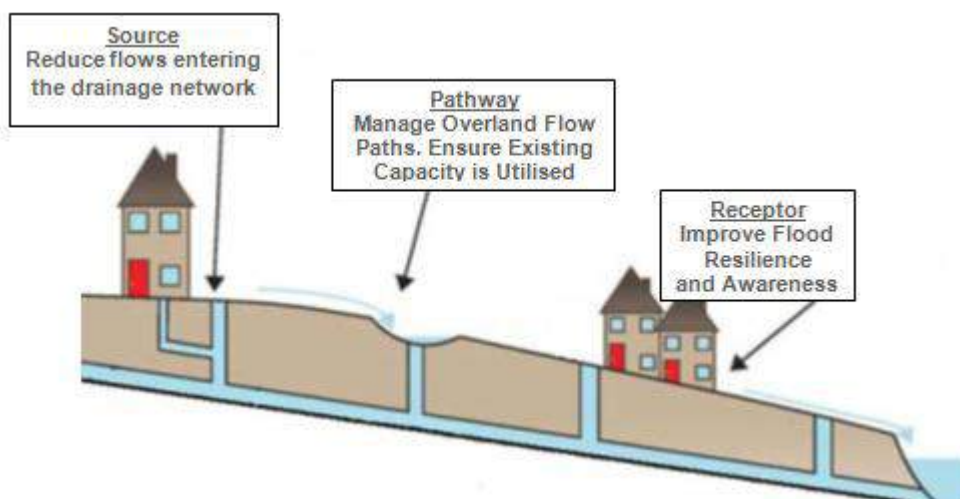 Source
Reduce flows entering
the drainage network
Pathway
Manage Overland Flow
Paths. Ensure Existing
Capacity is Utilised
Receptor
Improve Flood
Resilience
and Awareness